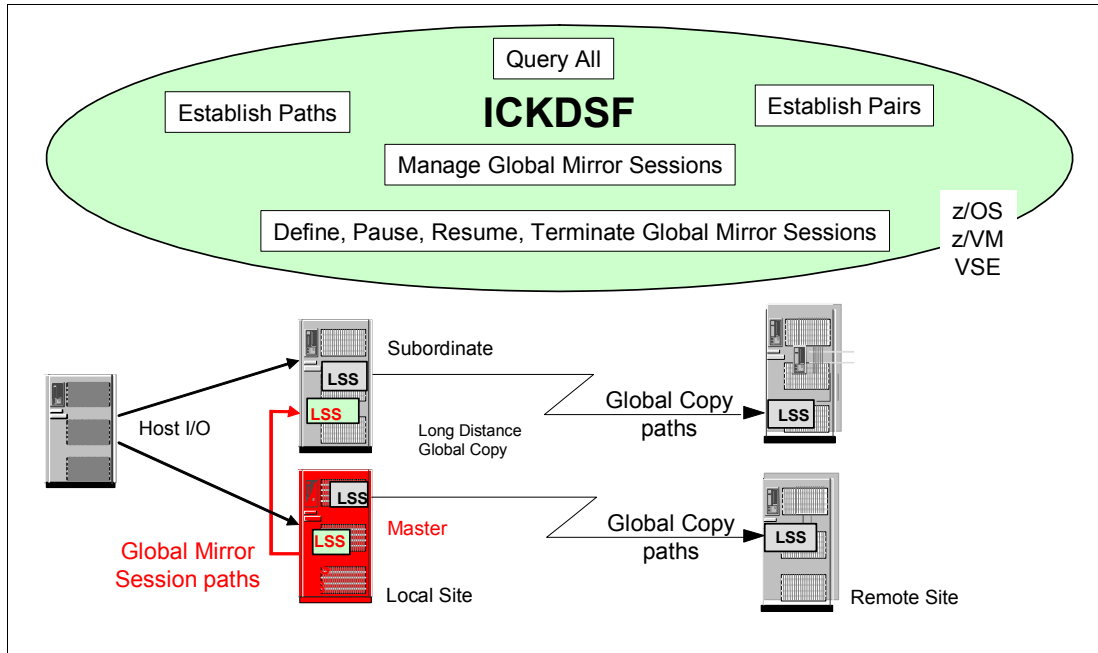 Query All
Establish Paths
ICKDSF
Establish Pairs
Manage Global Mirror Sessions
Define, Pause, Resume, Terminate Global Mirror Sessions
z/OS
z/VM
VSE
Subordinate
LSS
LSS
Host I/O
Long Distance
Global Copy
Global Copy
paths
LSS
LSS
Master
LSS
Global Mirror
Session paths
Global Copy
paths
LSS
Local Site
Remote Site